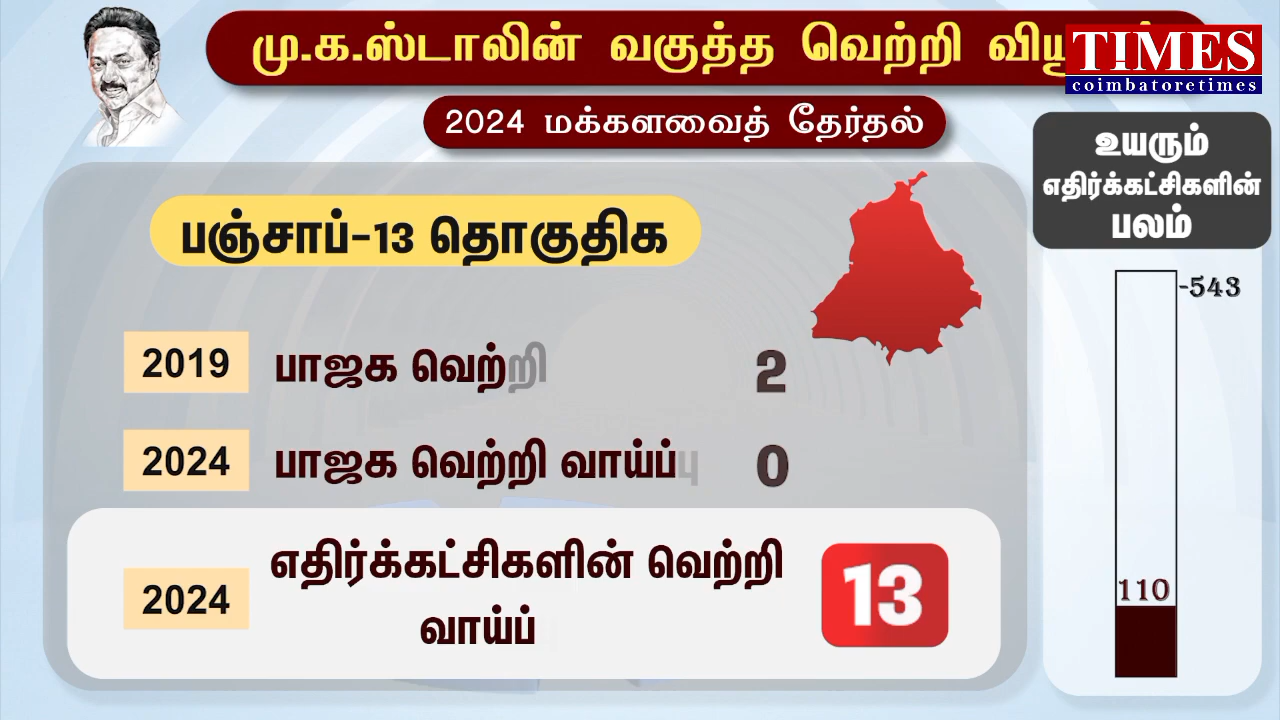 மு.க.ஸ்டாலின் வகுத்த வெற்றி
TIMES
coimbatoretimes
2024 மக்களவைத் தேர்தல்
உயரும்
எதிர்க்கட்சிகளின்
பலம்
பஞ்சாப்-13 தொகுதிக
-543
2019 பாஜக வெற்றி 2
2024 பாஜக வெற்றி வாய்ப்பு 0
எதிர்க்கட்சிகளின் வெற்றி
2024 13
வாய்ப்
110